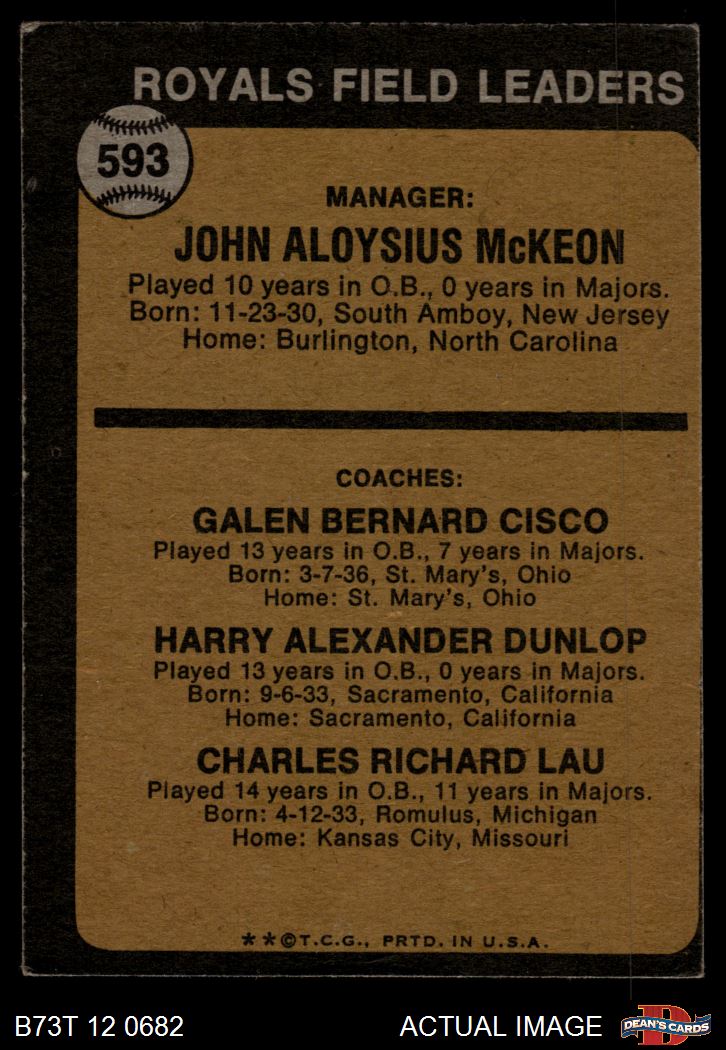 ROYALS FIELD LEADERS
593
MANAGER:
JOHN ALOYSIUS McKEON
Played 10 years in O.B., 0 years in Majors.
Born: 11-23-30, South Amboy, New Jersey
Home: Burlington, North Carolina
COACHES:
GALEN BERNARD CISCO
Played 13 years in O.B., 7 years in Majors.
Born: 3-7-36, St. Mary's, Ohio
Home: St. Mary's, Ohio
HARRY ALEXANDER DUNLOP
Played 13 years in O.B., 0 years in Majors.
Born: 9-6-33, Sacramento, California
Home: Sacramento, California
CHARLES RICHARD LAU
Played 14 years in O.B., 11 years in Majors.
Born: 4-12-33, Romulus, Michigan
Home: Kansas City, Missouri
**©T.C.G., PRTD. IN U.S.A.
B73T 12 0682
ACTUAL IMAGE
D
DEAN'S CARDS